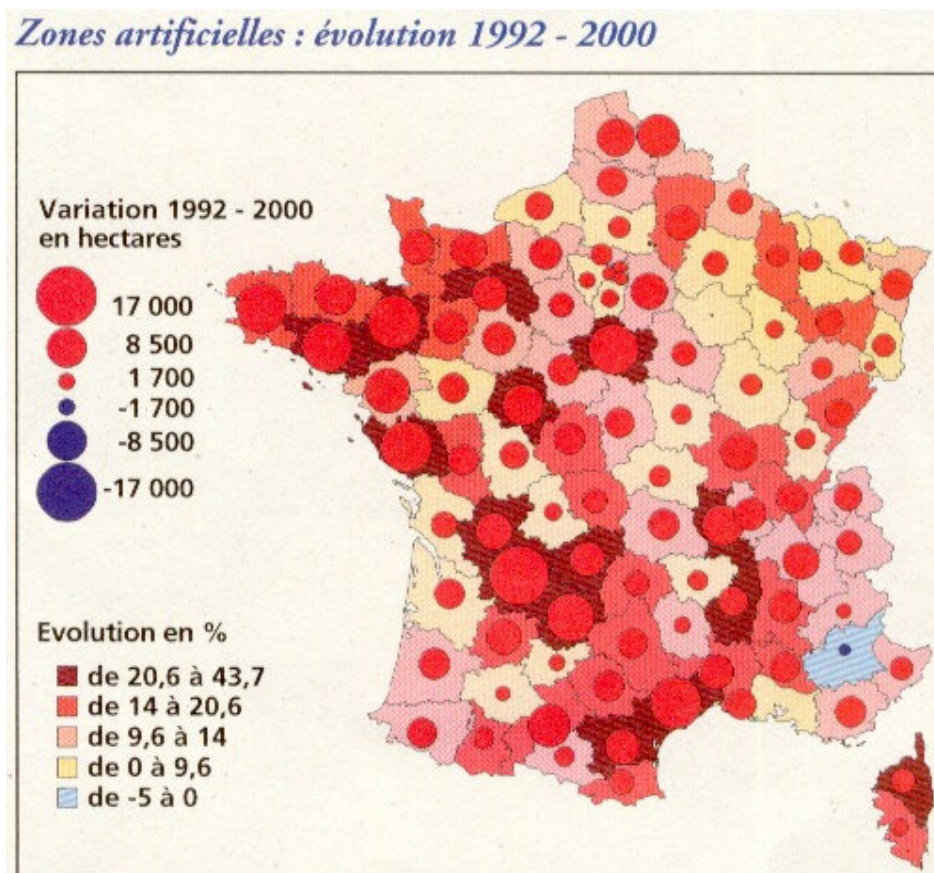 Zones artificielles : évolution 1992 - 2000
Variation 1992 - 2000
en hectares
17 000
8 500
1 700
-1 700
-8 500
-17 000
Evolution en %
de 20,6 à 43,7
de 14 à 20,6
de 9,6 à 14
de 0 à 9,6
de -5 à 0